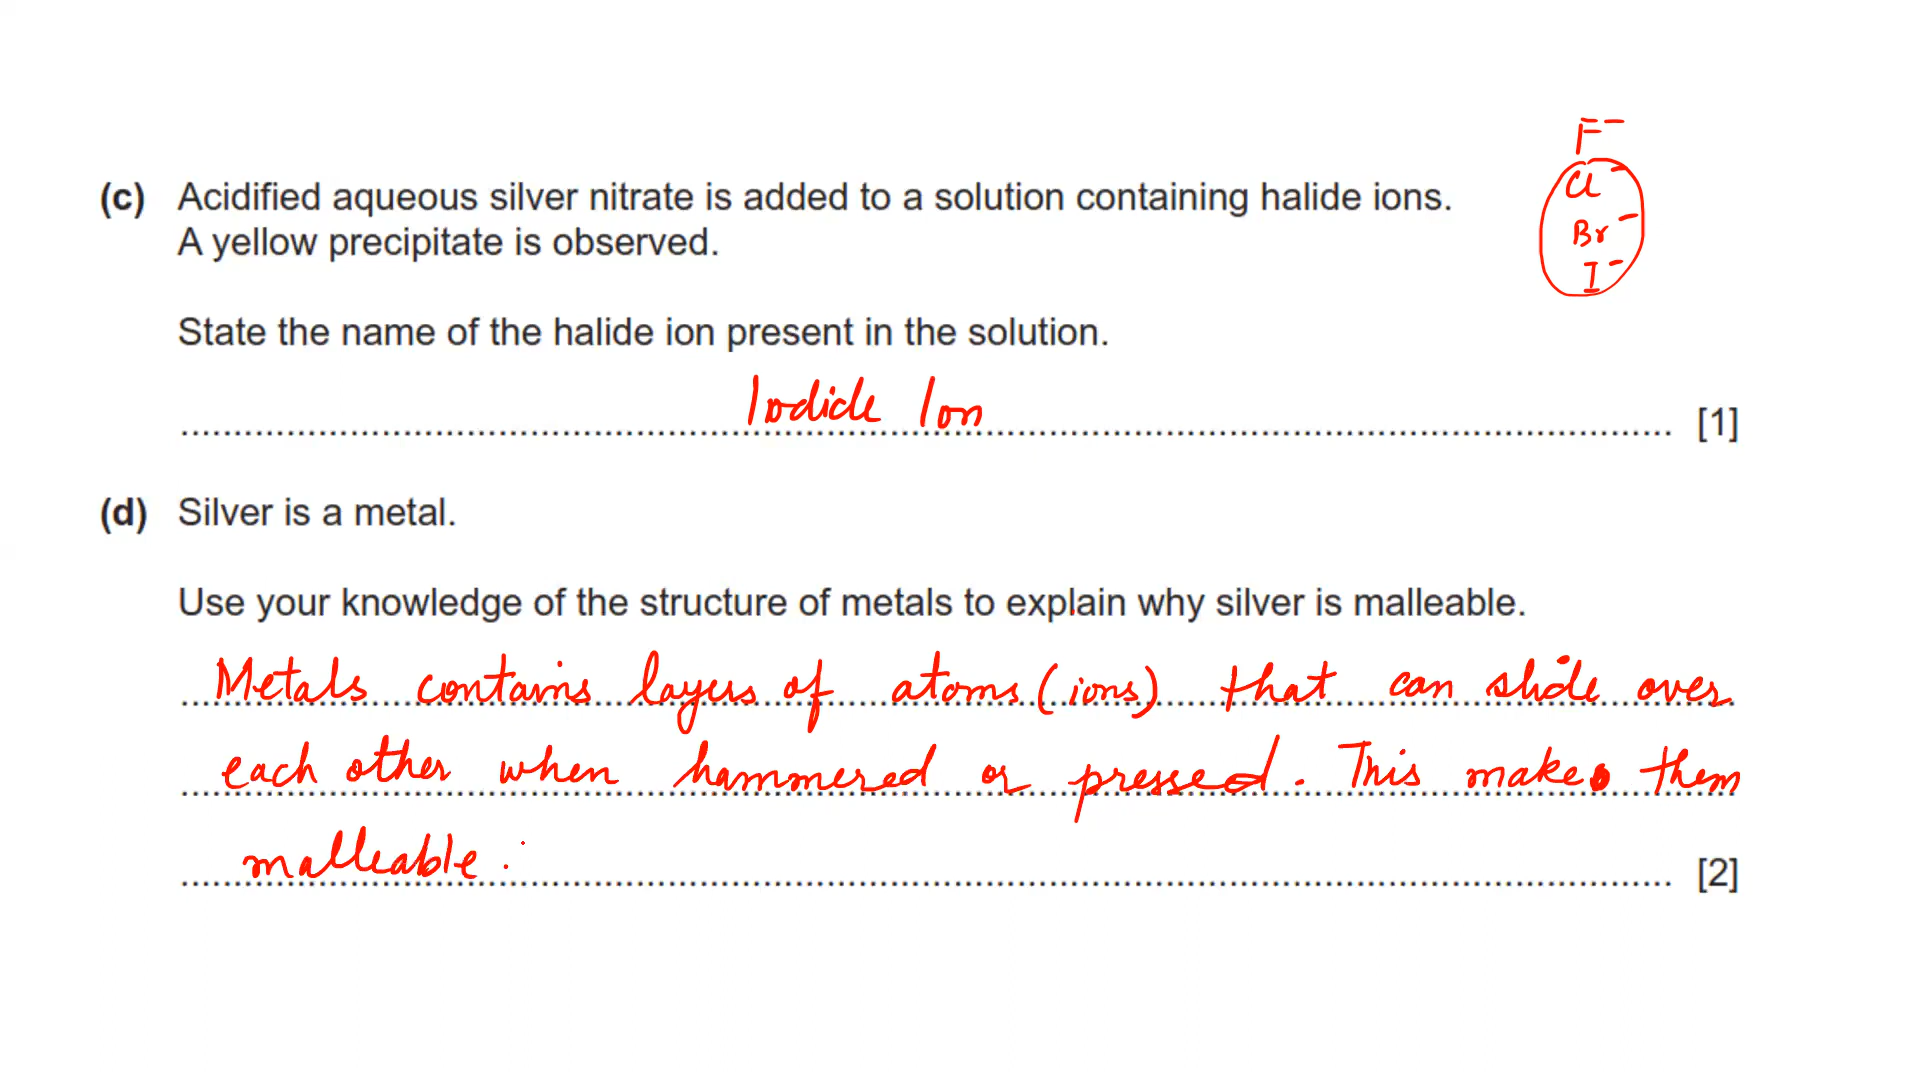 F⁻
Cl⁻
Br⁻
I⁻
(c) Acidified aqueous silver nitrate is added to a solution containing halide ions.
A yellow precipitate is observed.
State the name of the halide ion present in the solution.
Iodide Ion
[1]
(d) Silver is a metal.
Use your knowledge of the structure of metals to explain why silver is malleable.
Metals contains layers of atoms (ions) that can slide over
each other when hammered or pressed. This makes them
malleable.
[2]